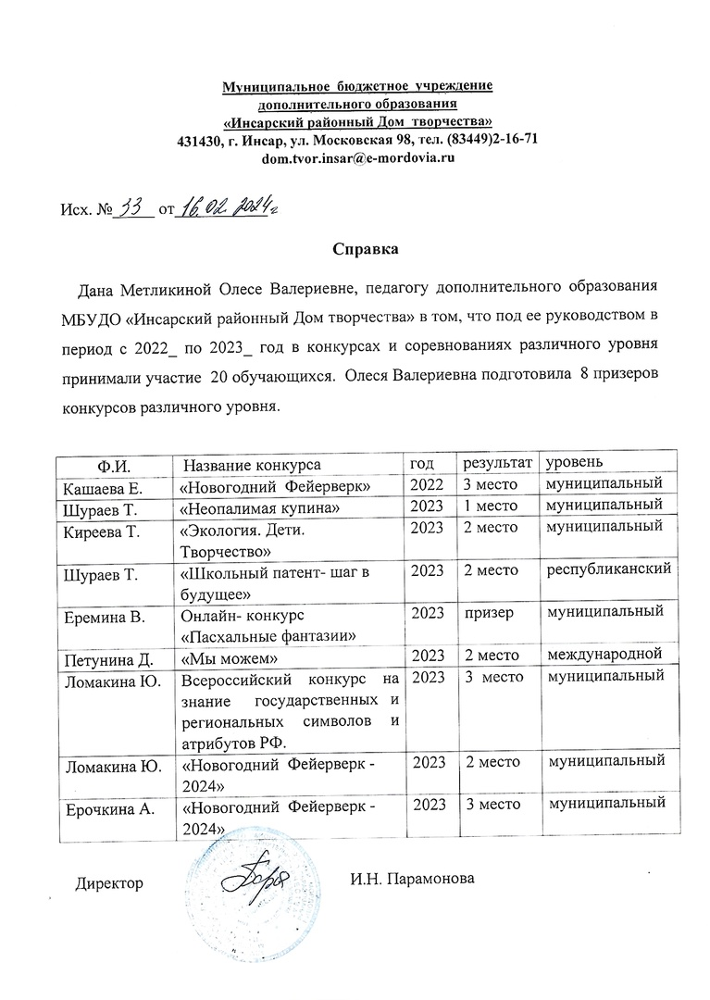 Муниципальное бюджетное учреждение
дополнительного образования
«Инсарский районный Дом творчества»
431430, г. Инсар, ул. Московская 98, тел. (83449)2-16-71
dom.tvor.insar@e-mordovia.ru
Исх. № 33 от 16.02.2024г
Справка
Дана Метликиной Олесе Валериевне, педагогу дополнительного образования
МБУДО «Инсарский районный Дом творчества» в том, что под ее руководством в
период с 2022_ по 2023_ год в конкурсах и соревнованиях различного уровня
принимали участие 20 обучающихся. Олеся Валериевна подготовила 8 призеров
конкурсов различного уровня.
Ф.И. Название конкурса год результат уровень
Кашаева Е. «Новогодний Фейерверк» 2022 3 место муниципальный
Шураев Т. «Неопалимая купина» 2023 1 место муниципальный
Киреева Т. «Экология. Дети. 2023 2 место муниципальный
Творчество»
Шураев Т. «Школьный патент- шаг в 2023 2 место республиканский
будущее»
Еремина В. Онлайн- конкурс 2023 призер муниципальный
«Пасхальные фантазии»
Петунина Д. «Мы можем» 2023 2 место международной
Ломакина Ю. Всероссийский конкурс на 2023 3 место муниципальный
знание государственных и
региональных символов и
атрибутов РФ.
Ломакина Ю. «Новогодний Фейерверк - 2023 2 место муниципальный
2024»
Ерочкина А. «Новогодний Фейерверк - 2023 3 место муниципальный
2024»
Директор И.Н. Парамонова